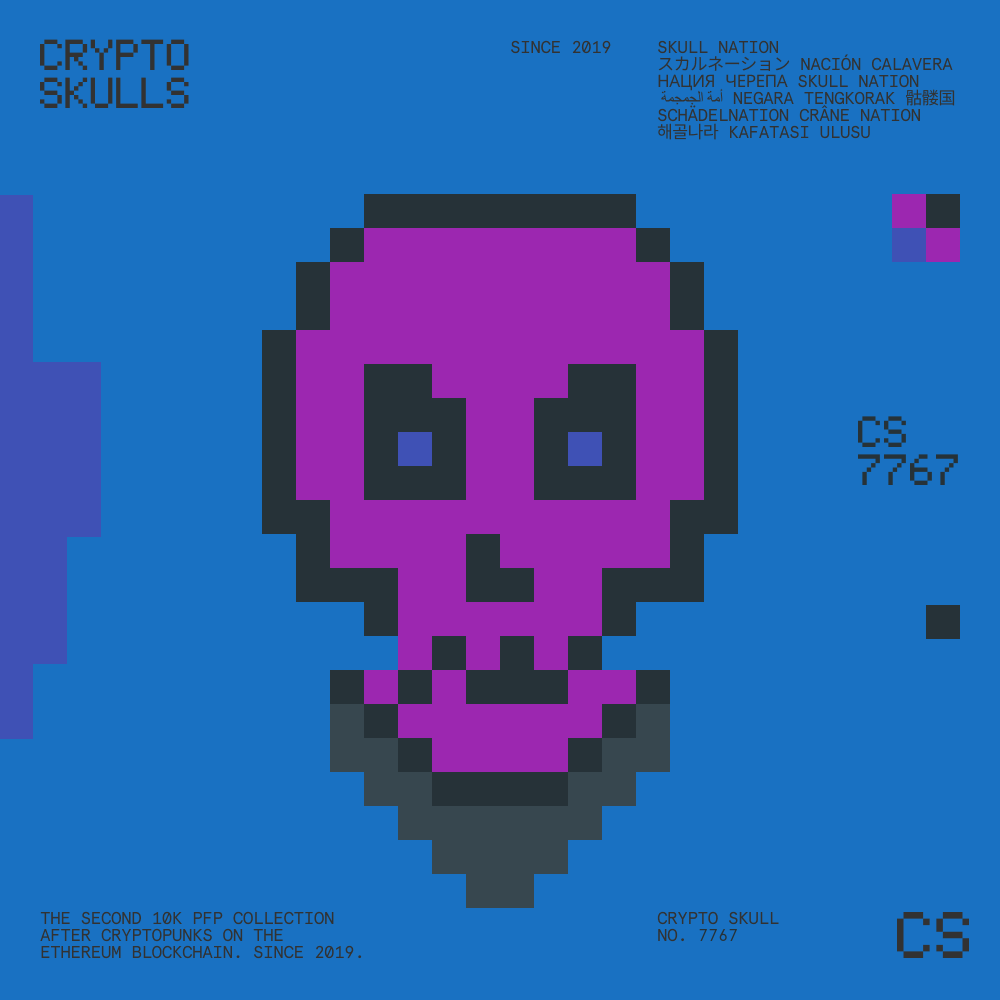 CRYPTO
SKULLS
SINCE 2019
SKULL NATION
スカルネーション NACIÓN CALAVERA
НАЦИЯ ЧЕРЕПА SKULL NATION
أمة الجمجمة NEGARA TENGKORAK 骷髅国
SCHÄDELNATION CRÂNE NATION
해골나라 KAFATASI ULUSU
CS
7767
THE SECOND 10K PFP COLLECTION
AFTER CRYPTOPUNKS ON THE
ETHEREUM BLOCKCHAIN. SINCE 2019.
CRYPTO SKULL
NO. 7767
CS